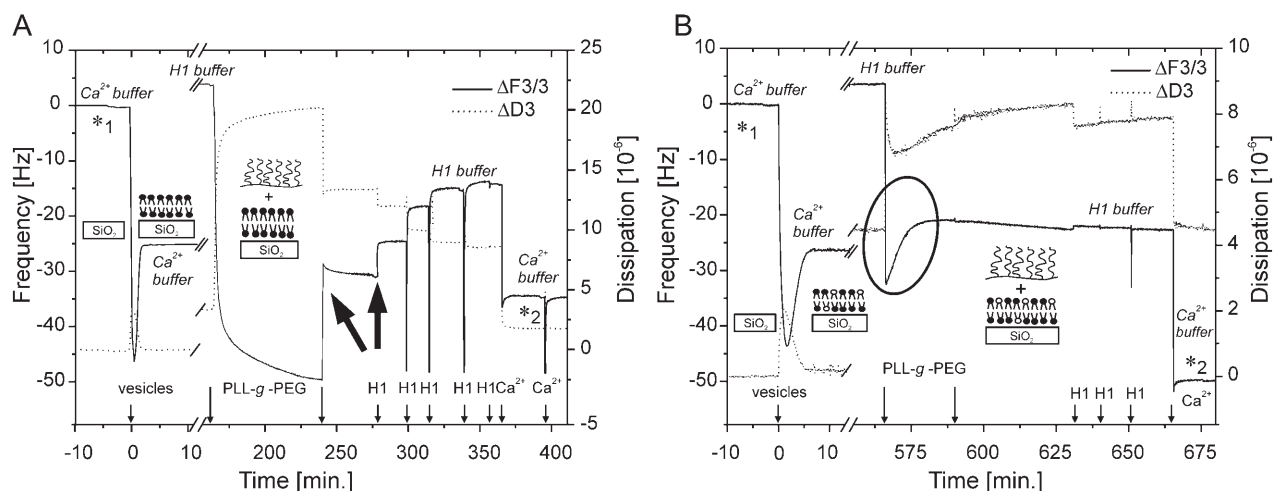 A
10
0
-10
-20
-30
-40
-50
Frequency [Hz]
Ca²⁺ buffer
*1
SiO₂
SiO₂
Ca²⁺
buffer
vesicles
H1 buffer
+
SiO₂
PLL-g -PEG
ΔF3/3
ΔD3
H1 buffer
Ca²⁺
buffer
*2
H1 H1 H1 H1 H1 Ca²⁺ Ca²⁺
25
20
15
10
5
0
-5
Dissipation [10⁻⁶]
-10 0 10 200 250 300 350 400
Time [min.]
B
10
0
-10
-20
-30
-40
-50
Frequency [Hz]
Ca²⁺ buffer
*1
SiO₂
Ca²⁺
buffer
SiO₂
vesicles
H1 buffer
ΔF3/3
ΔD3
H1 buffer
+
SiO₂
PLL-g -PEG
Ca²⁺
buffer
*2
H1 H1 H1 Ca²⁺
10
8
6
4
2
0
Dissipation [10⁻⁶]
-10 0 10 575 600 625 650 675
Time [min.]